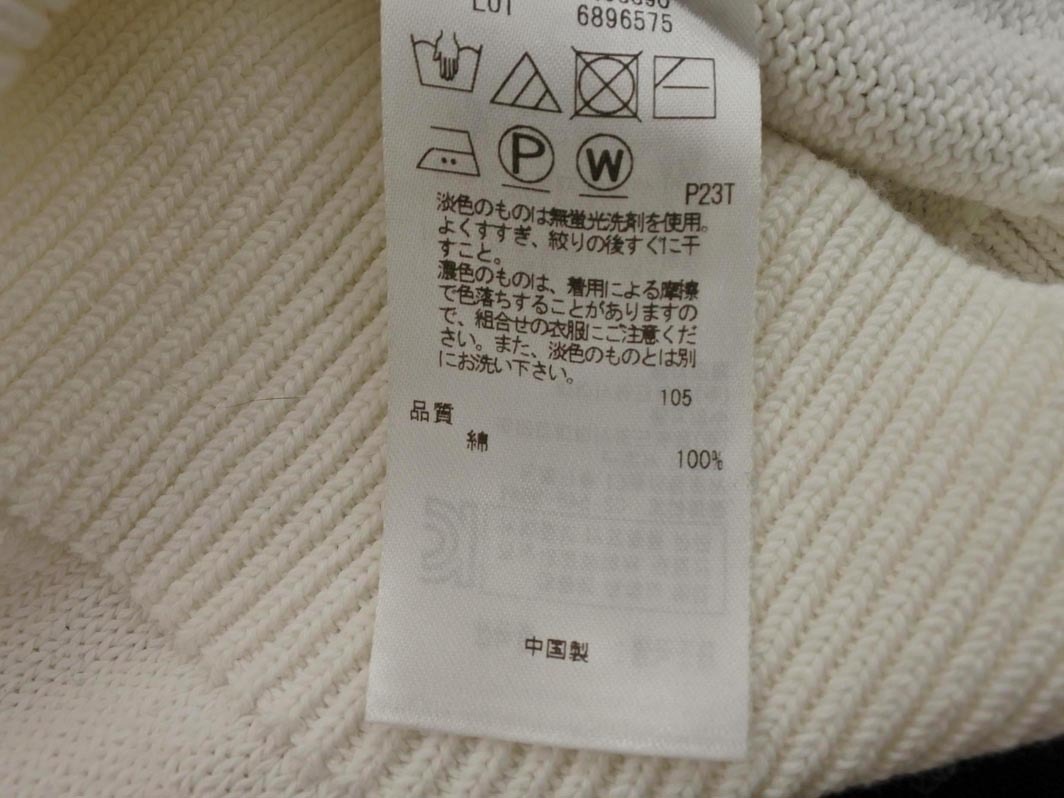 LOT
6896575
P
W
P23T
淡色のものは無蛍光洗剤を使用。
よくすすぎ、絞りの後すぐに干
すこと。
濃色のものは、着用による摩擦
で色落ちすることがありますの
で、組合せの衣服にご注意くだ
さい。また、淡色のものとは別
にお洗い下さい。
105
品質
綿 100%
中国製